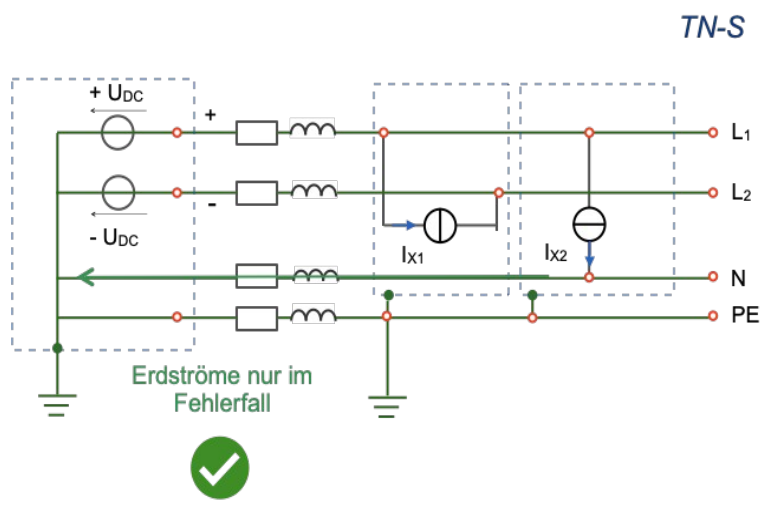 TN-S
+ UDC
+
L1
-
L2
- UDC
IX1
IX2
N
PE
Erdströme nur im
Fehlerfall